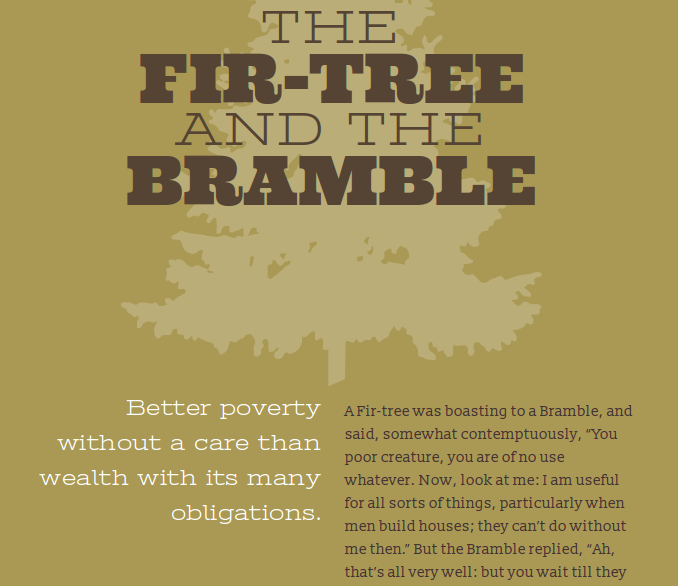 THE
FIR-TREE
AND THE
BRAMBLE
Better poverty
without a care than
wealth with its many
obligations.
A Fir-tree was boasting to a Bramble, and
said, somewhat contemptuously, “You
poor creature, you are of no use
whatever. Now, look at me: I am useful
for all sorts of things, particularly when
men build houses; they can’t do without
me then.” But the Bramble replied, “Ah,
that’s all very well: but you wait till they